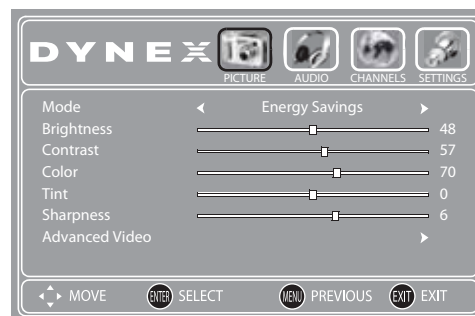 DYNEX
PICTURE AUDIO CHANNELS SETTINGS
Mode Energy Savings
Brightness 48
Contrast 57
Color 70
Tint 0
Sharpness 6
Advanced Video
MOVE ENTER SELECT MENU PREVIOUS EXIT EXIT